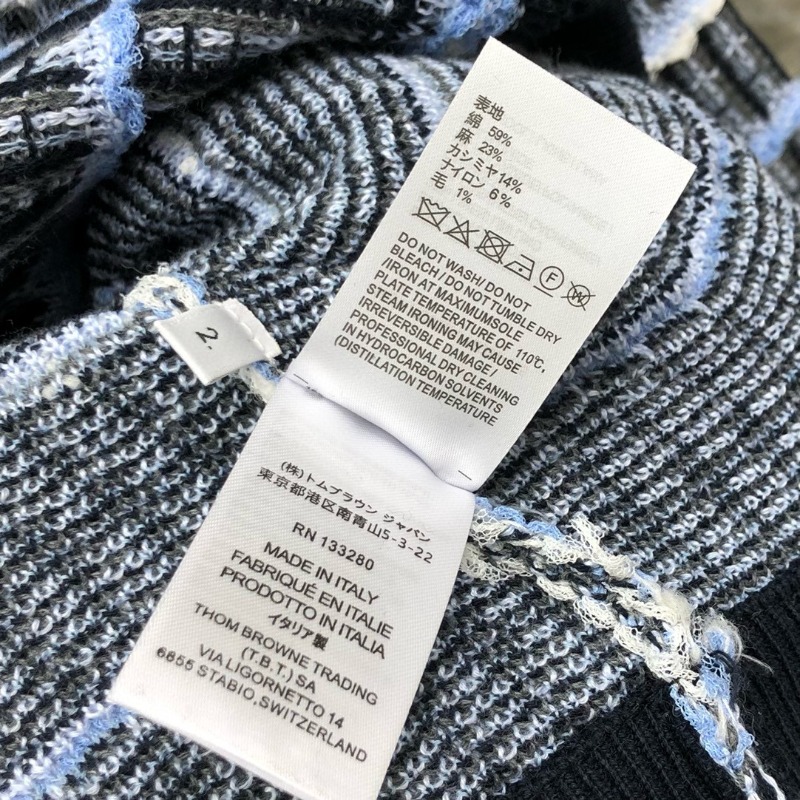 表地
綿 59%
麻 23%
カシミヤ 14%
ナイロン 6%
毛 1%
P
W
DO NOT WASH/ DO NOT
BLEACH / DO NOT TUMBLE DRY
/IRON AT MAXIMUMSOLE
PLATE TEMPERATURE OF 110℃,
STEAM IRONING MAY CAUSE
IRREVERSIBLE DAMAGE /
PROFESSIONAL DRY CLEANING
IN HYDROCARBON SOLVENTS
(DISTILLATION TEMPERATURE
2.
(株)トムブラウン ジャパン
東京都港区南青山5-3-22
RN 133280
MADE IN ITALY
FABRIQUÉ EN ITALIE
PRODOTTO IN ITALIA
イタリア製
THOM BROWNE TRADING
(T.B.T.) SA
VIA LIGORNETTO 14
6855 STABIO, SWITZERLAND